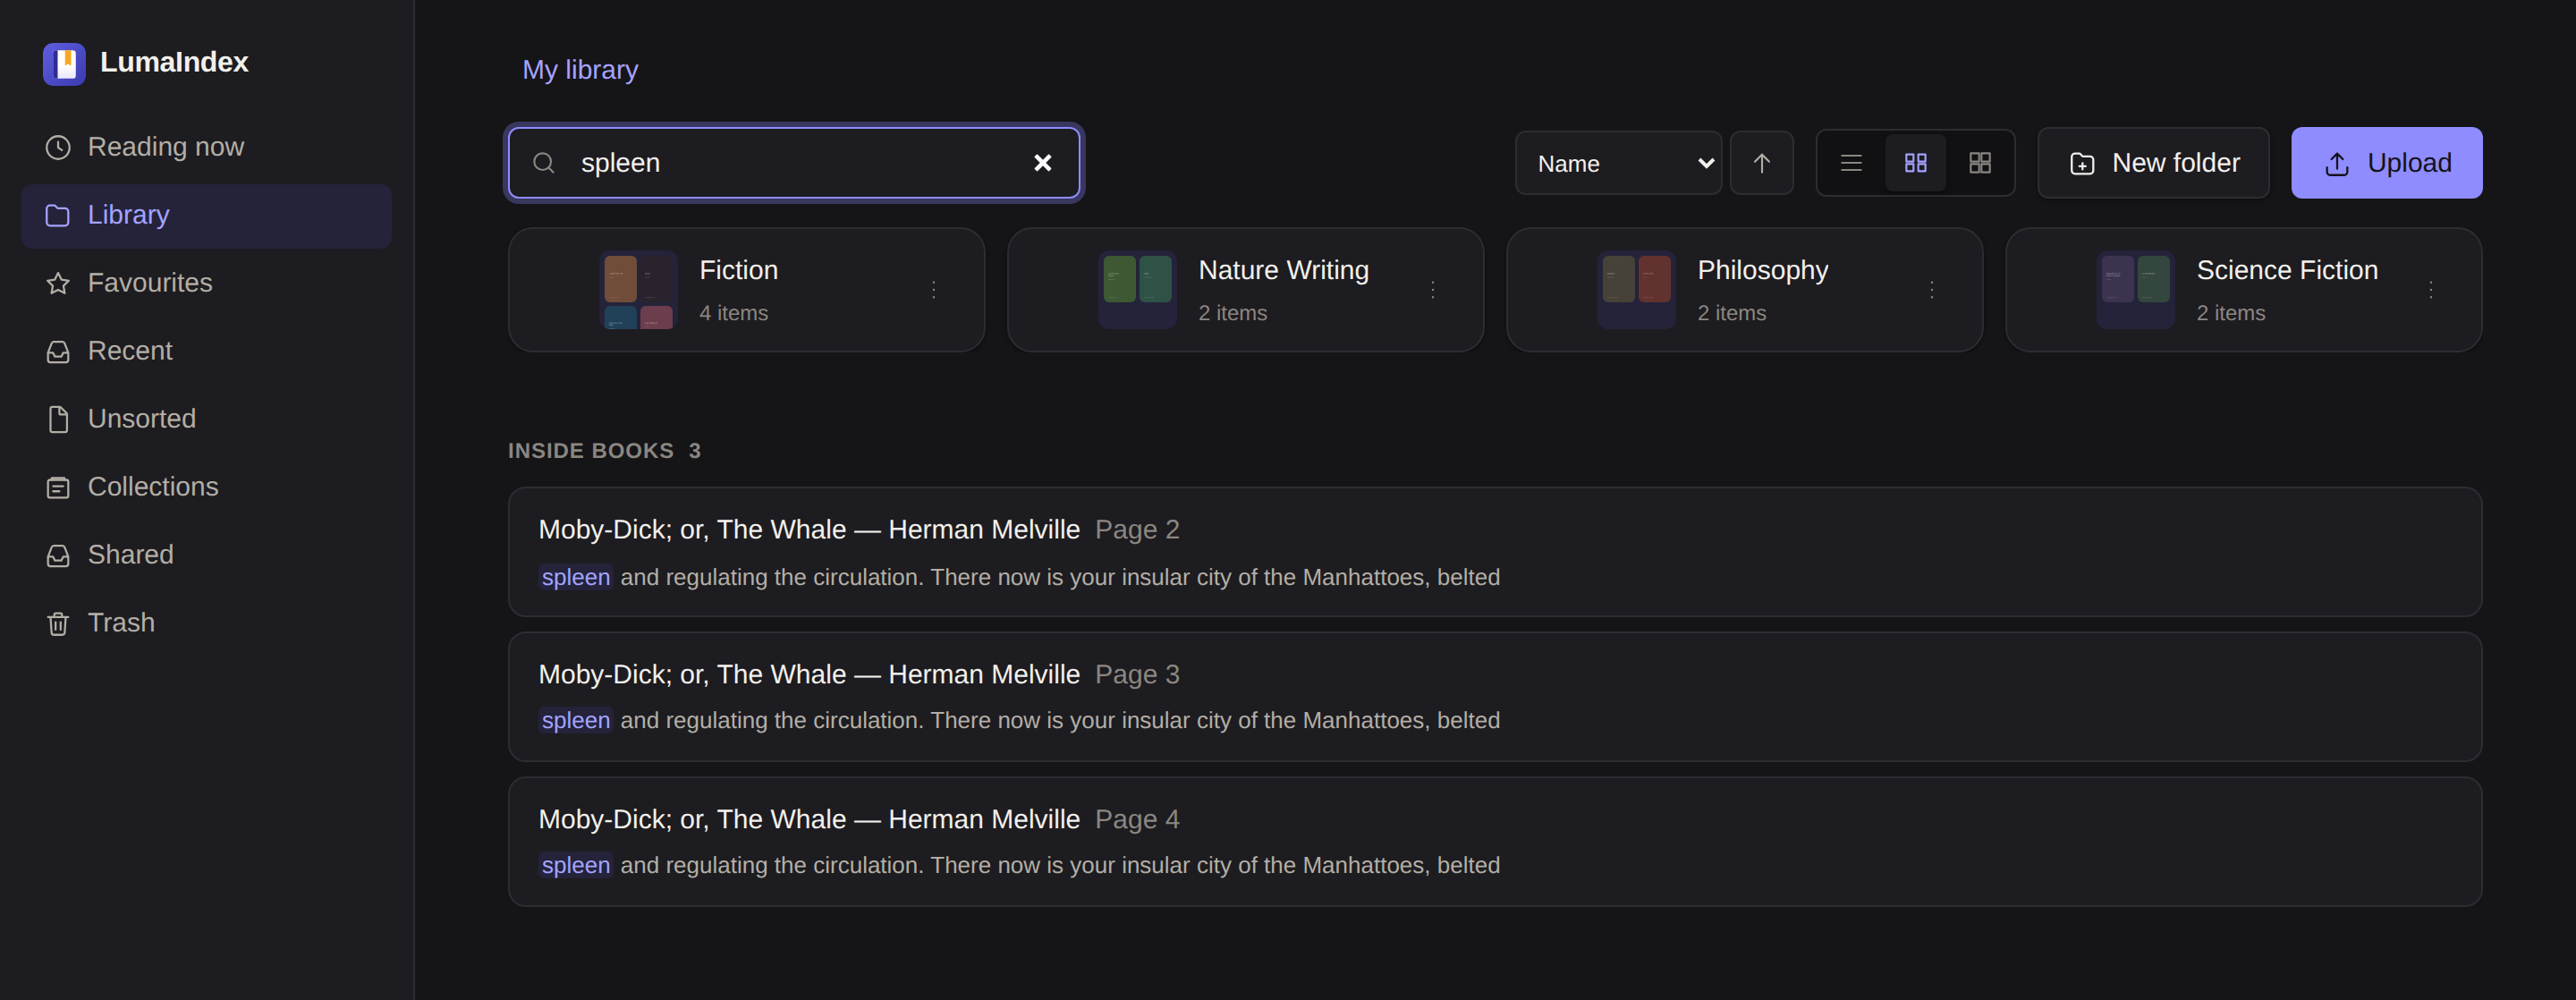 LumaIndex
Reading now
Library
Favourites
Recent
Unsorted
Collections
Shared
Trash
My library
spleen
Name
New folder
Upload
Fiction
4 items
Nature Writing
2 items
Philosophy
2 items
Science Fiction
2 items
INSIDE BOOKS 3
Moby-Dick; or, The Whale — Herman Melville Page 2
spleen and regulating the circulation. There now is your insular city of the Manhattoes, belted
Moby-Dick; or, The Whale — Herman Melville Page 3
spleen and regulating the circulation. There now is your insular city of the Manhattoes, belted
Moby-Dick; or, The Whale — Herman Melville Page 4
spleen and regulating the circulation. There now is your insular city of the Manhattoes, belted